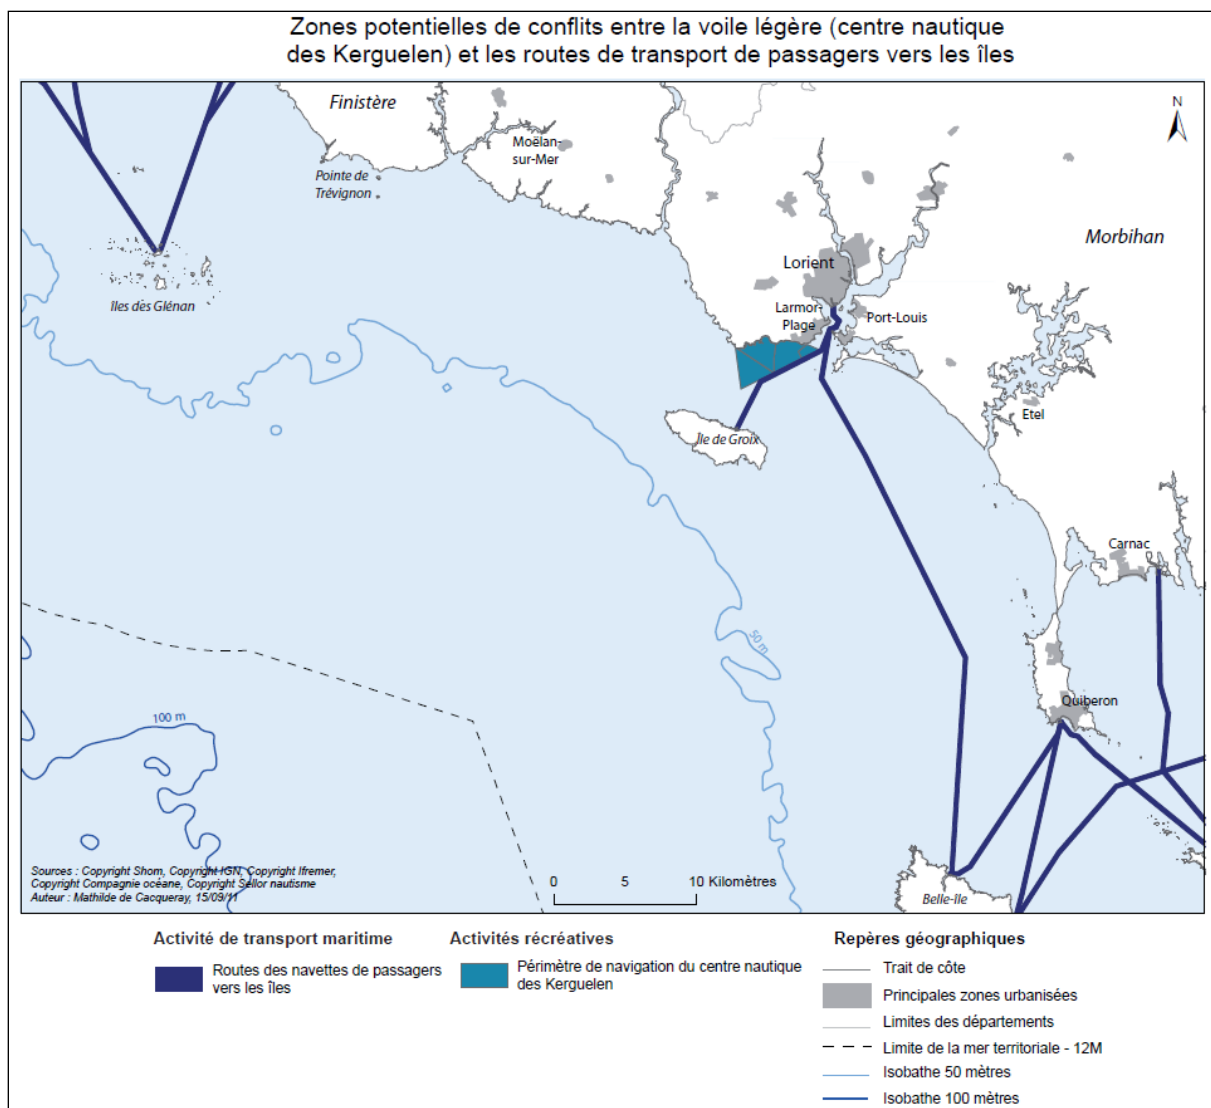 Zones potentielles de conflits entre la voile légère (centre nautique
des Kerguelen) et les routes de transport de passagers vers les îles
Finistère
N
Moëlan-
sur-Mer
Pointe de
Trévignon
Morbihan
Lorient
Iles des Glénan
Larmor-
Plage
Port-Louis
Etel
Ile de Groix
Carnac
50 m
Quiberon
100 m
Sources : Copyright Shom, Copyright IGN, Copyright Ifremer,
Copyright Compagnie océane, Copyright Sellor nautisme
Auteur : Mathilde de Cacqueray, 15/09/11
0 5 10 Kilomètres
Belle-Ile
Activité de transport maritime
Routes des navettes de passagers
vers les îles
Activités récréatives
Périmètre de navigation du centre nautique
des Kerguelen
Repères géographiques
Trait de côte
Principales zones urbanisées
Limites des départements
Limite de la mer territoriale - 12M
Isobathe 50 mètres
Isobathe 100 mètres